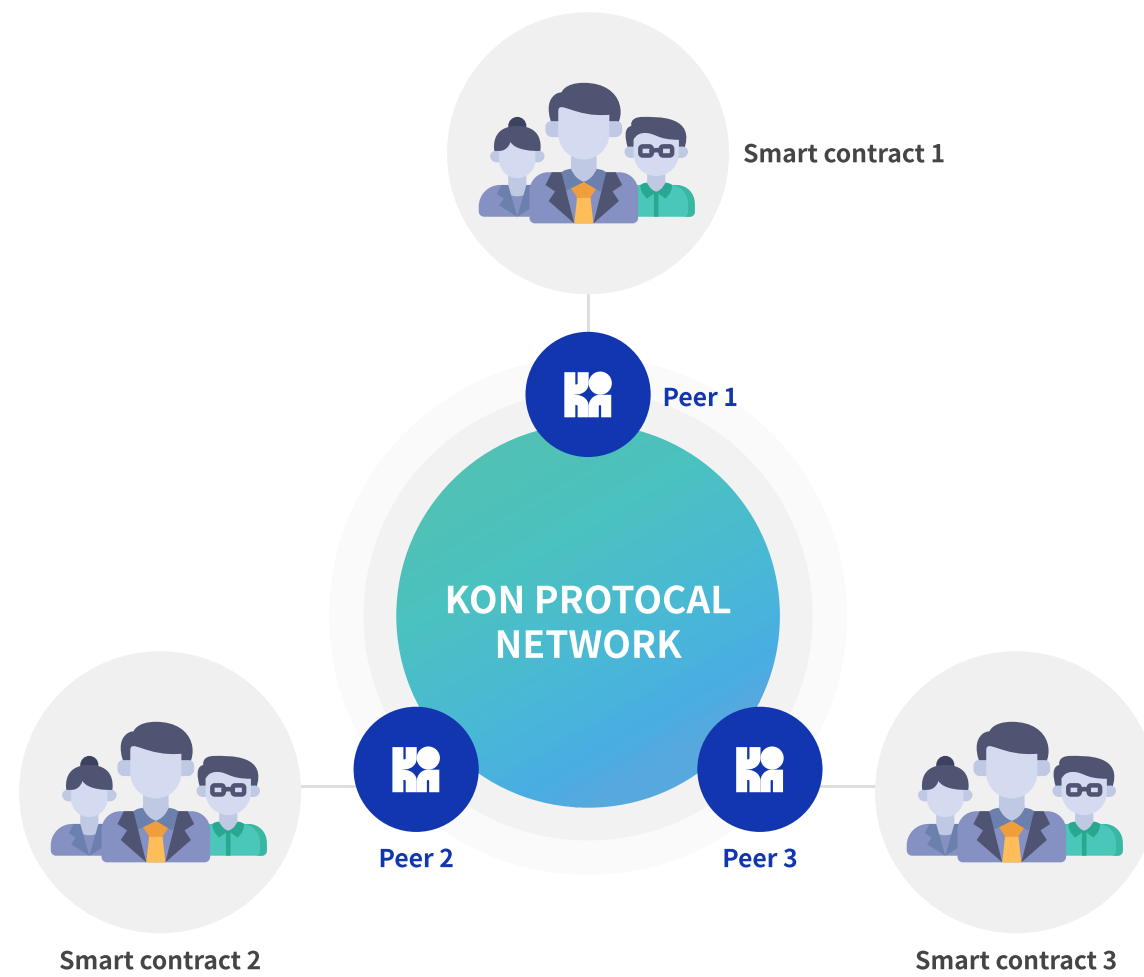 Smart contract 1
Peer 1
KON PROTOCAL
NETWORK
Peer 2
Peer 3
Smart contract 2
Smart contract 3